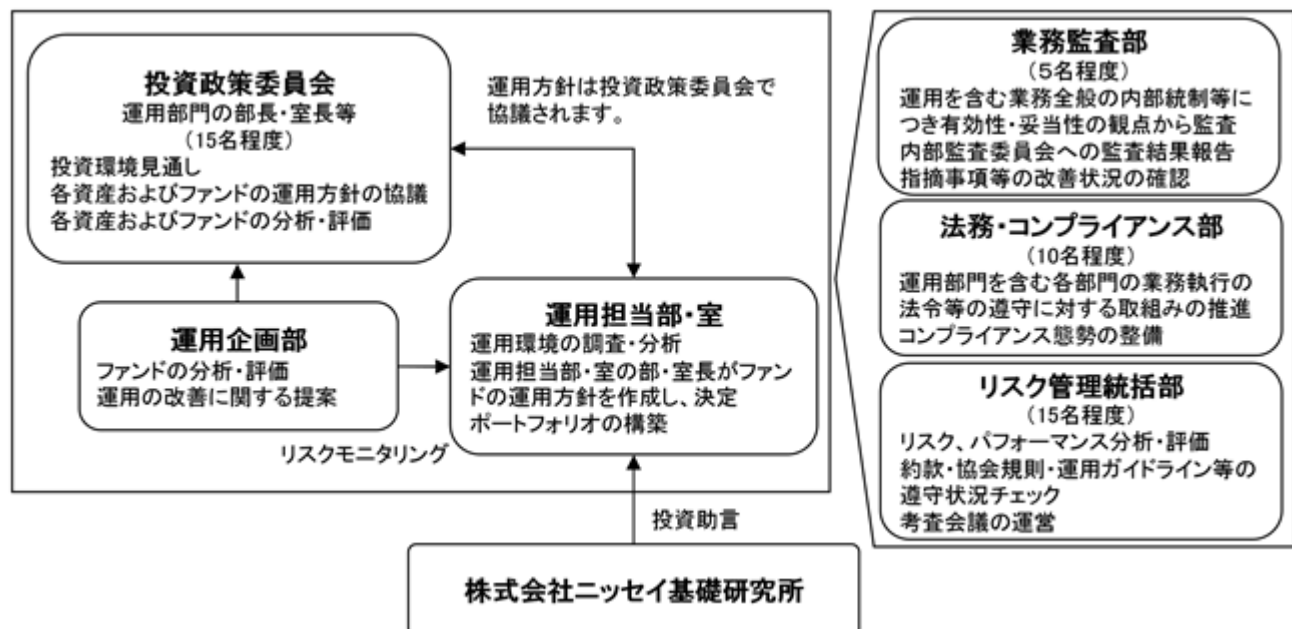 投資政策委員会
運用部門の部長・室長等
(15名程度)
投資環境見通し
各資産およびファンドの運用方針の協議
各資産およびファンドの分析・評価
運用方針は投資政策委員会で
協議されます。
運用企画部
ファンドの分析・評価
運用の改善に関する提案
リスクモニタリング
運用担当部・室
運用環境の調査・分析
運用担当部・室の部・室長がファン
ドの運用方針を作成し、決定
ポートフォリオの構築
投資助言
株式会社ニッセイ基礎研究所
業務監査部
(5名程度)
運用を含む業務全般の内部統制等に
つき有効性・妥当性の観点から監査
内部監査委員会への監査結果報告
指摘事項等の改善状況の確認
法務・コンプライアンス部
(10名程度)
運用部門を含む各部門の業務執行の
法令等の遵守に対する取組みの推進
コンプライアンス態勢の整備
リスク管理統括部
(15名程度)
リスク、パフォーマンス分析・評価
約款・協会規則・運用ガイドライン等の
遵守状況チェック
考査会議の運営